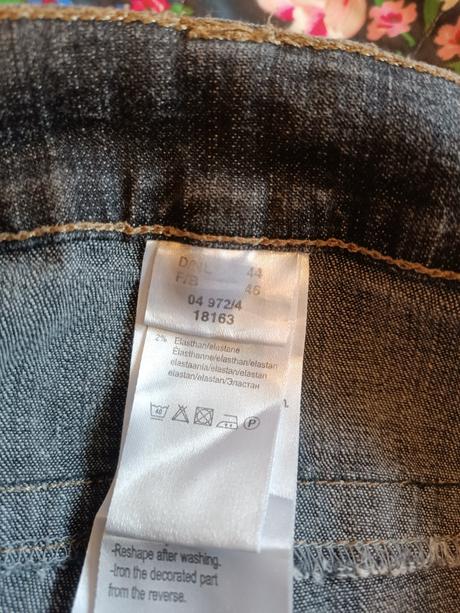 D/NL 44
F/B 46
04 972/4
18163
2% Elasthan/elastane
Élasthanne/elasthan/elastan
elastaania/elastan/elastan
elastan/elastan/Эластан
40
P
-Reshape after washing.
-Iron the decorated part
from the reverse.